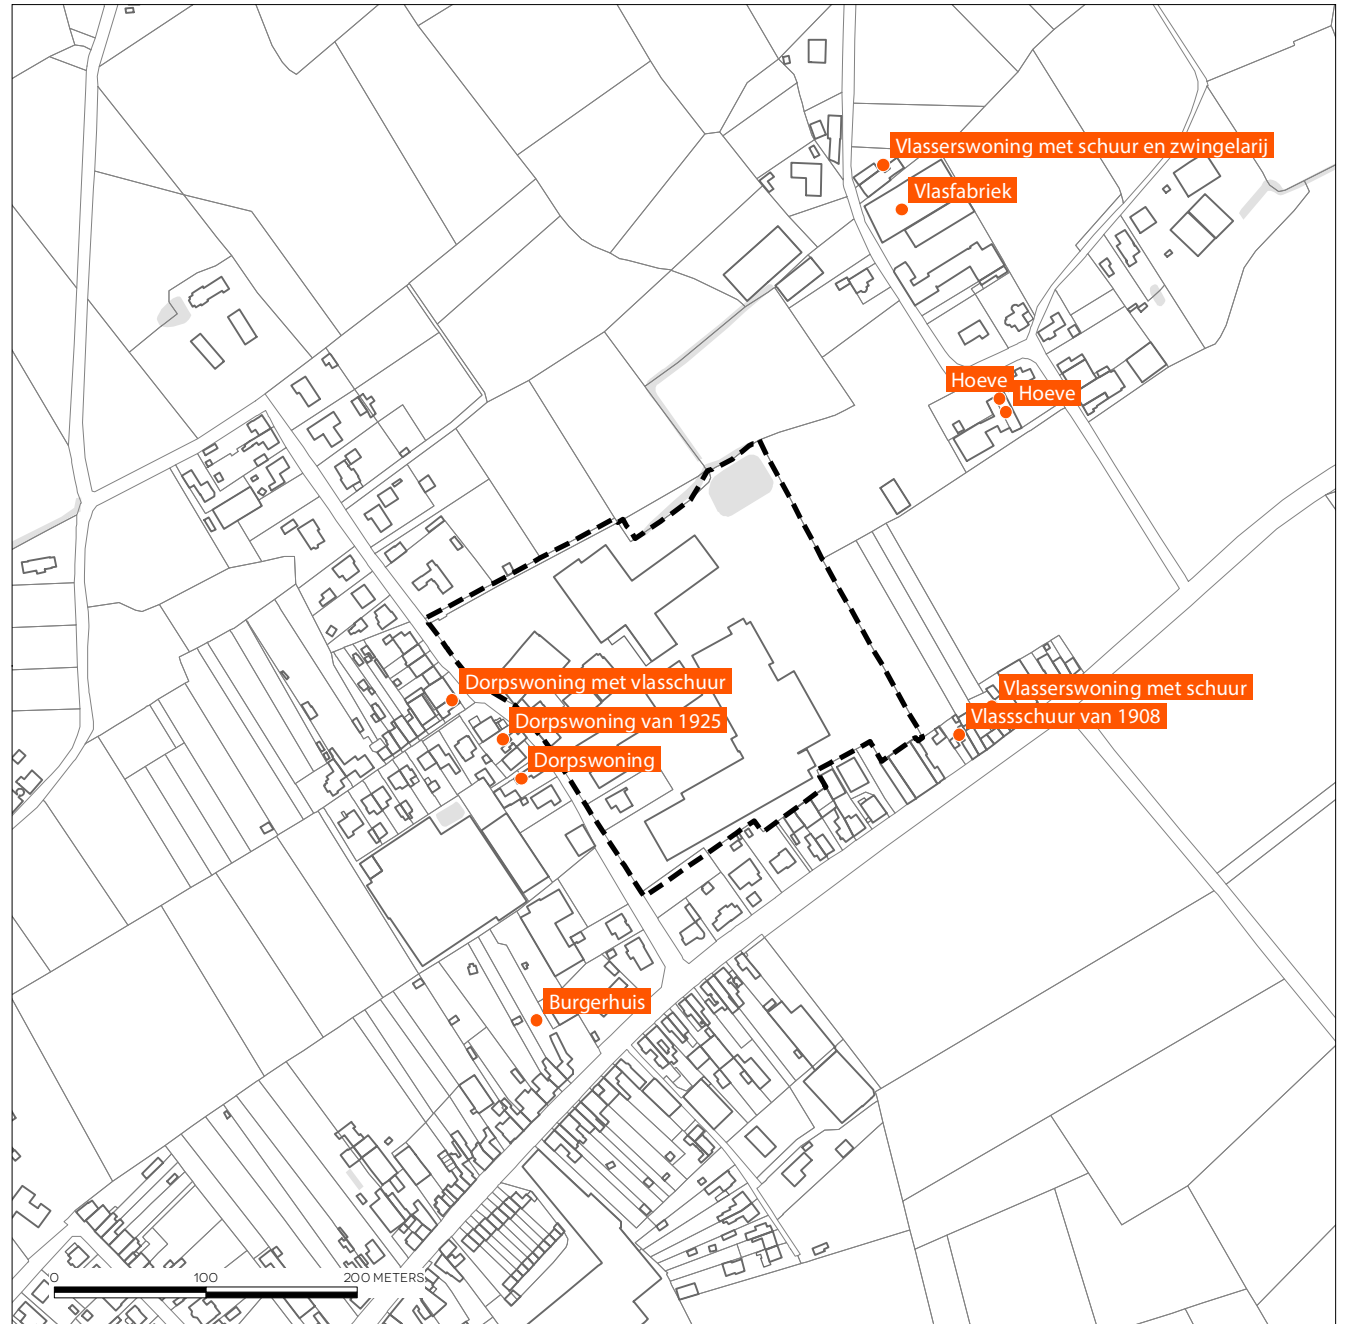 Vlasserswoning met schuur en zwingelarij
Vlasfabriek
Hoeve
Hoeve
Dorpswoning met vlasschuur
Vlasserswoning met schuur
Dorpswoning van 1925
Vlassschuur van 1908
Dorpswoning
Burgerhuis
0 100 200 METERS